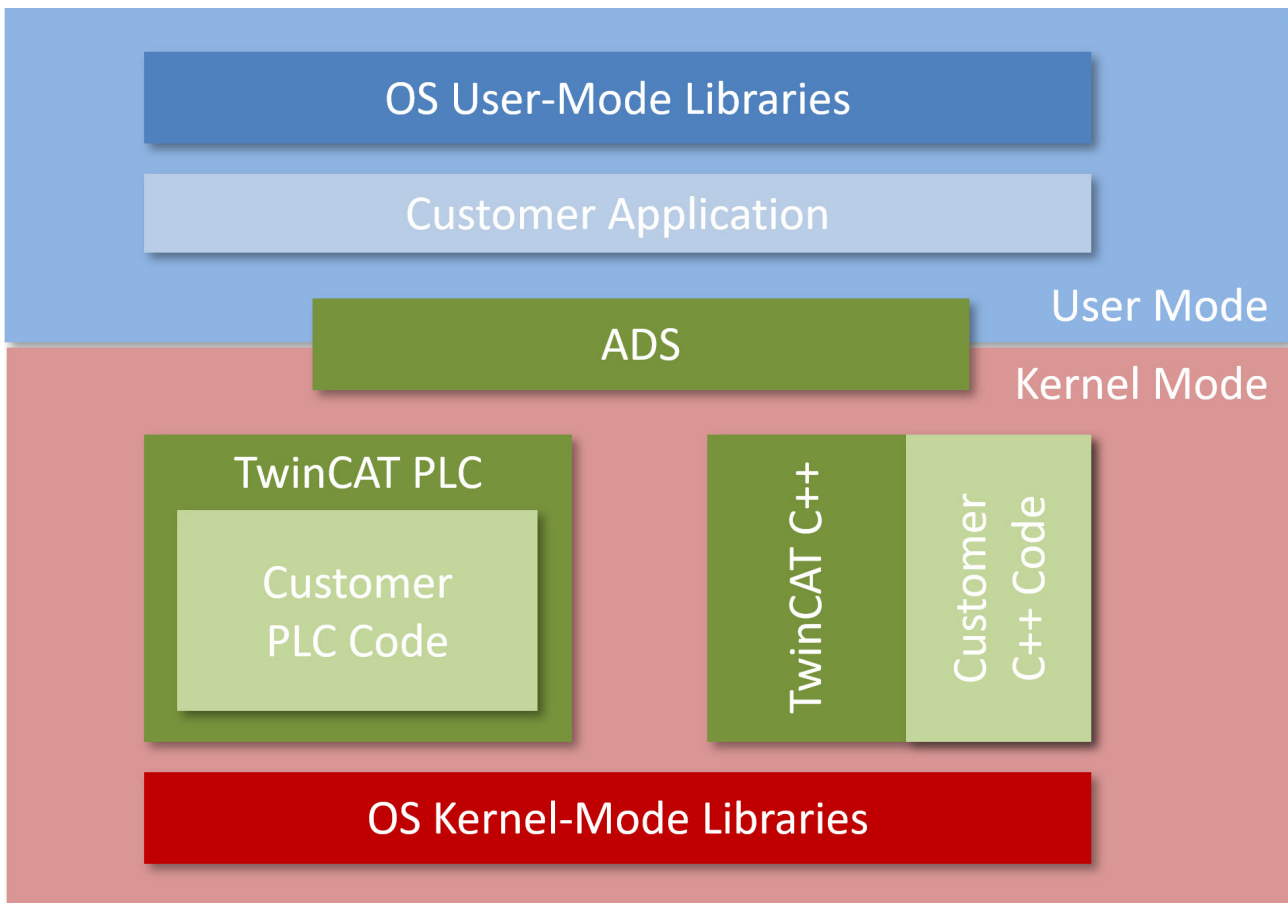 OS User-Mode Libraries
Customer Application
User Mode
ADS
Kernel Mode
TwinCAT PLC
Customer
PLC Code
TwinCAT C++
Customer
C++ Code
OS Kernel-Mode Libraries